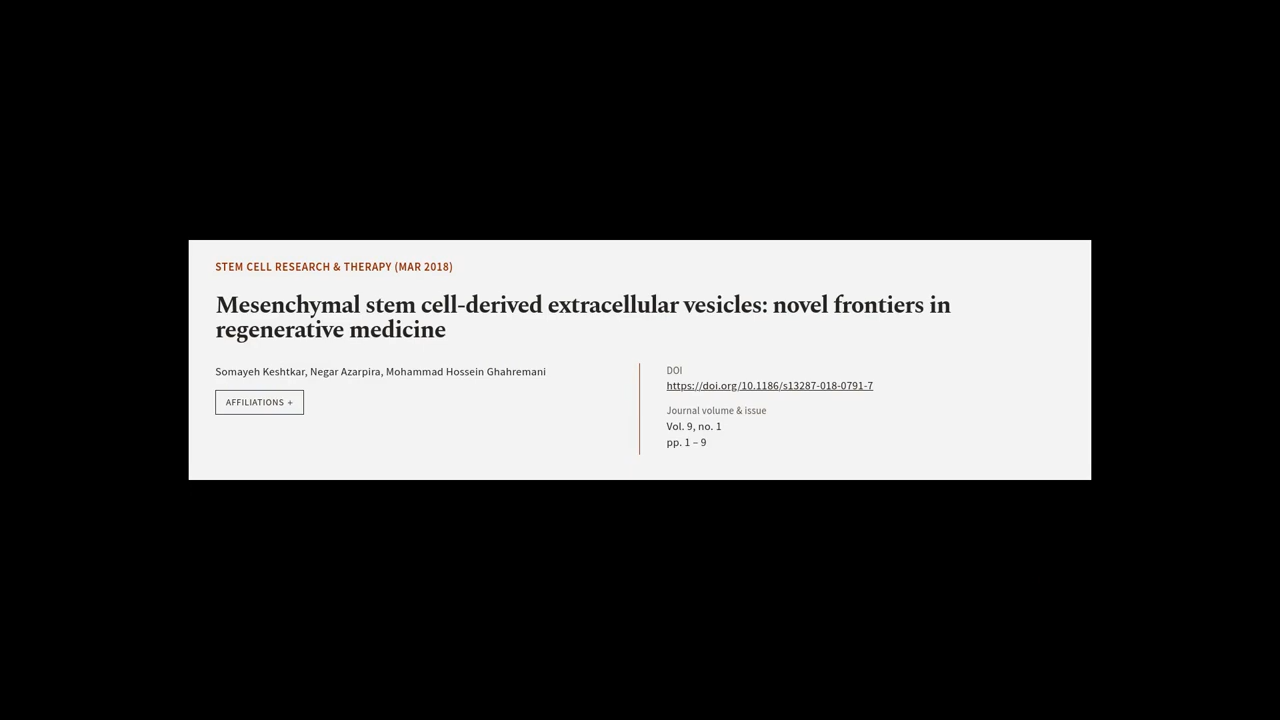 STEM CELL RESEARCH & THERAPY (MAR 2018)
Mesenchymal stem cell-derived extracellular vesicles: novel frontiers in
regenerative medicine
Somayeh Keshtkar, Negar Azarpira, Mohammad Hossein Ghahremani
AFFILIATIONS +
DOI
https://doi.org/10.1186/s13287-018-0791-7
Journal volume & issue
Vol. 9, no. 1
pp. 1 – 9